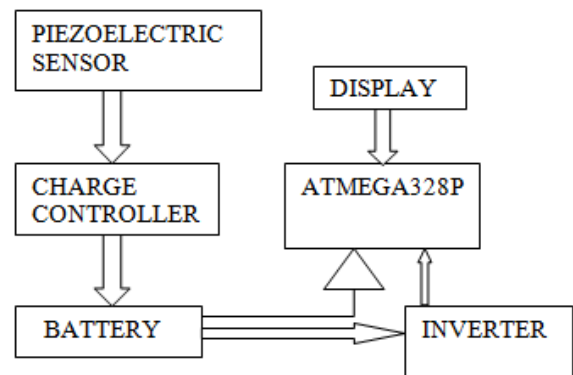 PIEZOELECTRIC
SENSOR
DISPLAY
CHARGE
CONTROLLER
ATMEGA328P
BATTERY
INVERTER